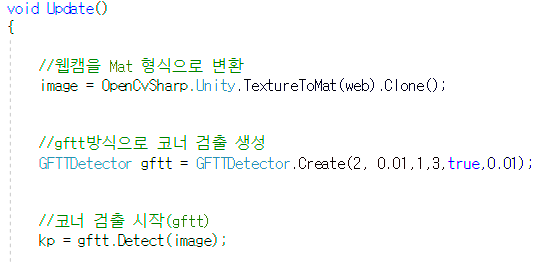 void Update()
{
//웹캠을 Mat 형식으로 변환
image = OpenCvSharp.Unity.TextureToMat(web).Clone();
//gftt방식으로 코너 검출 생성
GFTTDetector gftt = GFTTDetector.Create(2, 0.01,1,3,true,0.01);
//코너 검출 시작(gftt)
kp = gftt.Detect(image);